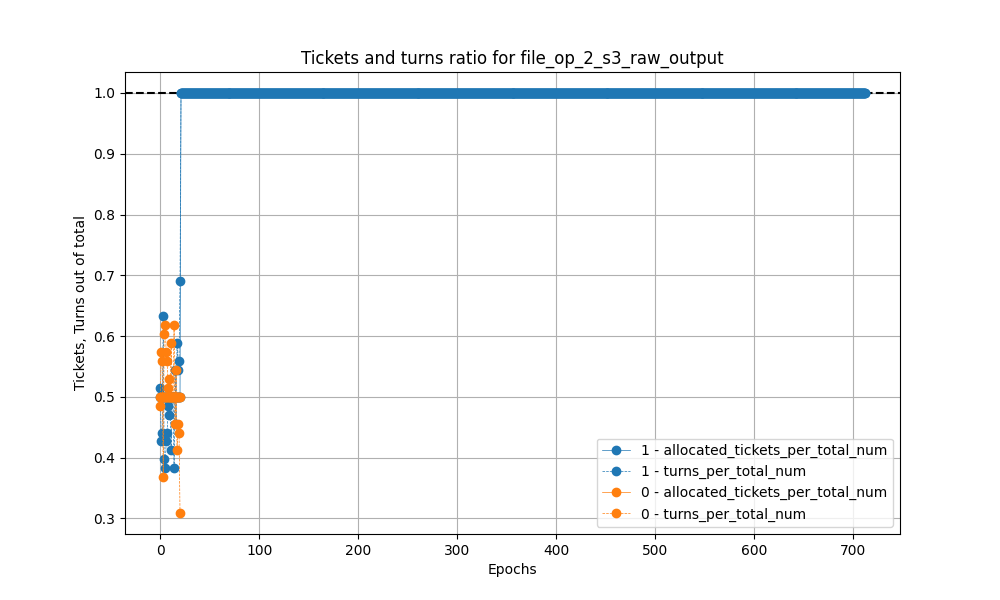 Tickets and turns ratio for file_op_2_s3_raw_output
Tickets, Turns out of total
1.0
0.9
0.8
0.7
0.6
0.5
0.4
0.3
1 - allocated_tickets_per_total_num
1 - turns_per_total_num
0 - allocated_tickets_per_total_num
0 - turns_per_total_num
0 100 200 300 400 500 600 700
Epochs